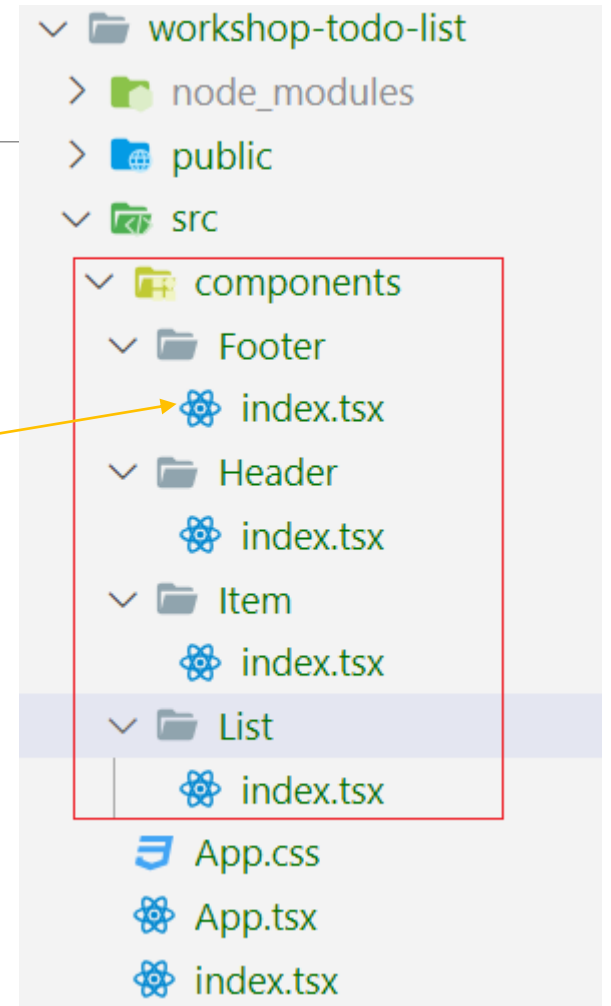 workshop-todo-list
node_modules
public
src
components
Footer
index.tsx
Header
index.tsx
Item
index.tsx
List
index.tsx
App.css
App.tsx
index.tsx